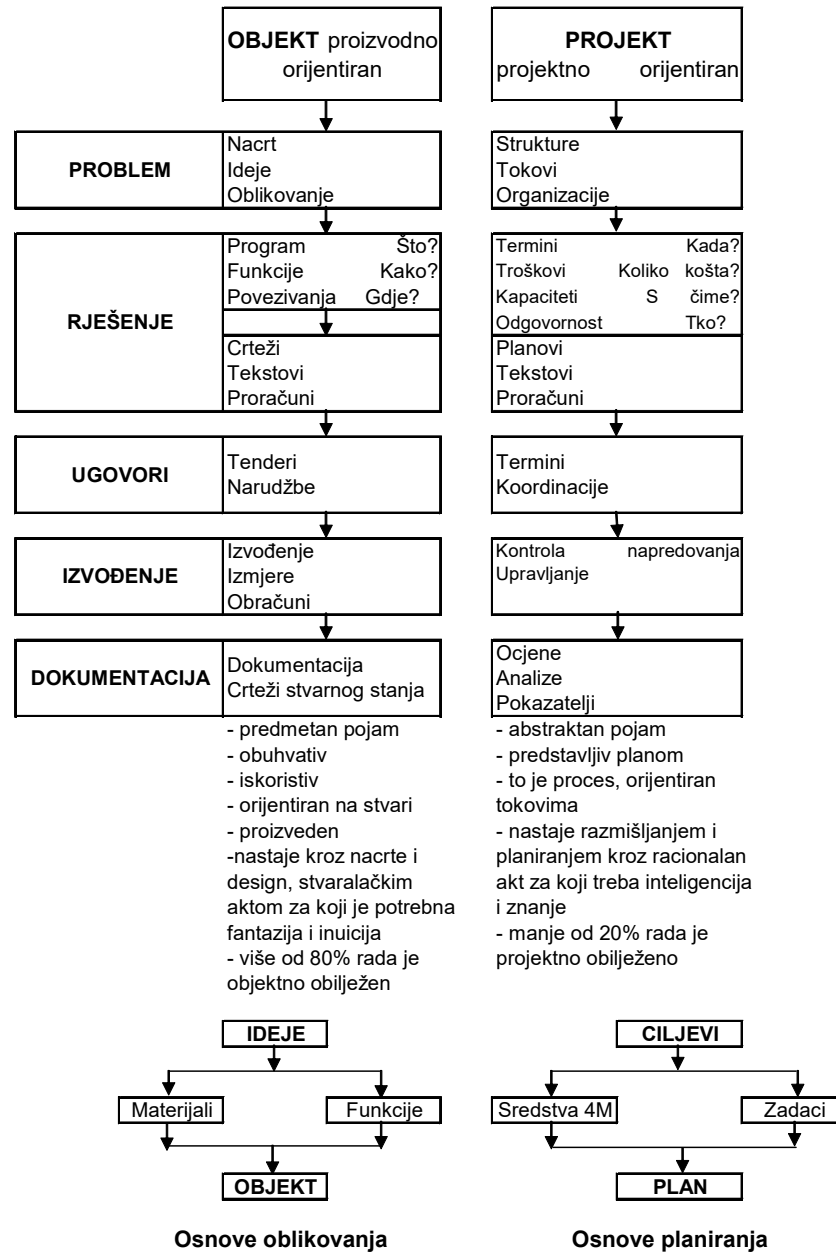 OBJEKT proizvodno
orijentiran
PROJEKT
projektno orijentiran
PROBLEM
Nacrt
Ideje
Oblikovanje
Strukture
Tokovi
Organizacije
RJEŠENJE
Program Što?
Funkcije Kako?
Povezivanja Gdje?
Crteži
Tekstovi
Proračuni
Termini Kada?
Troškovi Koliko košta?
Kapaciteti S čime?
Odgovornost Tko?
Planovi
Tekstovi
Proračuni
UGOVORI
Tenderi
Narudžbe
Termini
Koordinacije
IZVOĐENJE
Izvođenje
Izmjere
Obračuni
Kontrola napredovanja
Upravljanje
DOKUMENTACIJA
Dokumentacija
Crteži stvarnog stanja
Ocjene
Analize
Pokazatelji
- predmetan pojam
- obuhvativ
- iskoristiv
- orijentiran na stvari
- proizveden
-nastaje kroz nacrte i
design, stvaralačkim
aktom za koji je potrebna
fantazija i inuicija
- više od 80% rada je
objektno obilježen
- abstraktan pojam
- predstavljiv planom
- to je proces, orijentiran
tokovima
- nastaje razmišljanjem i
planiranjem kroz racionalan
akt za koji treba inteligencija
i znanje
- manje od 20% rada je
projektno obilježeno
IDEJE
Materijali
Funkcije
OBJEKT
Osnove oblikovanja
CILJEVI
Sredstva 4M
Zadaci
PLAN
Osnove planiranja